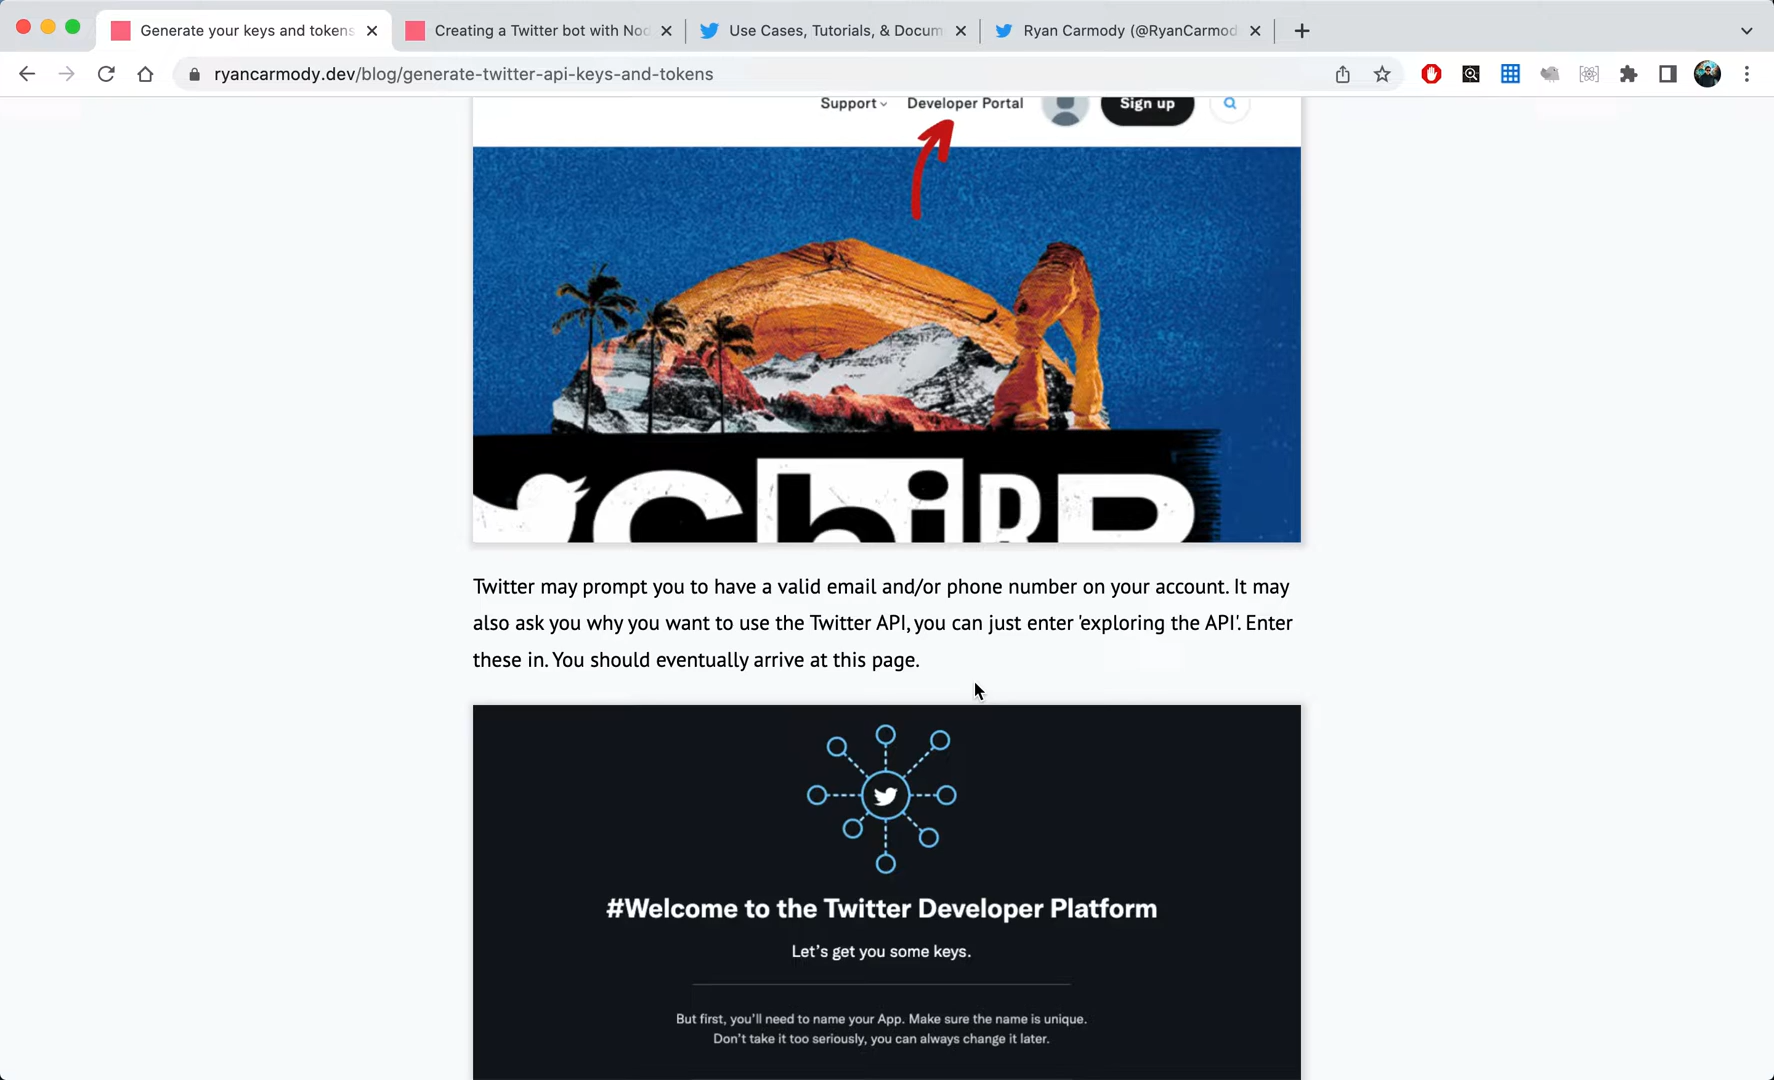 Generate your keys and tokens
Creating a Twitter bot with Nod
Use Cases, Tutorials, & Docum
Ryan Carmody (@RyanCarmod
ryancarmody.dev/blog/generate-twitter-api-keys-and-tokens
Support
Developer Portal
Sign up
ChiRP
Twitter may prompt you to have a valid email and/or phone number on your account. It may
also ask you why you want to use the Twitter API, you can just enter 'exploring the API'. Enter
these in. You should eventually arrive at this page.
#Welcome to the Twitter Developer Platform
Let's get you some keys.
But first, you'll need to name your App. Make sure the name is unique.
Don't take it too seriously, you can always change it later.